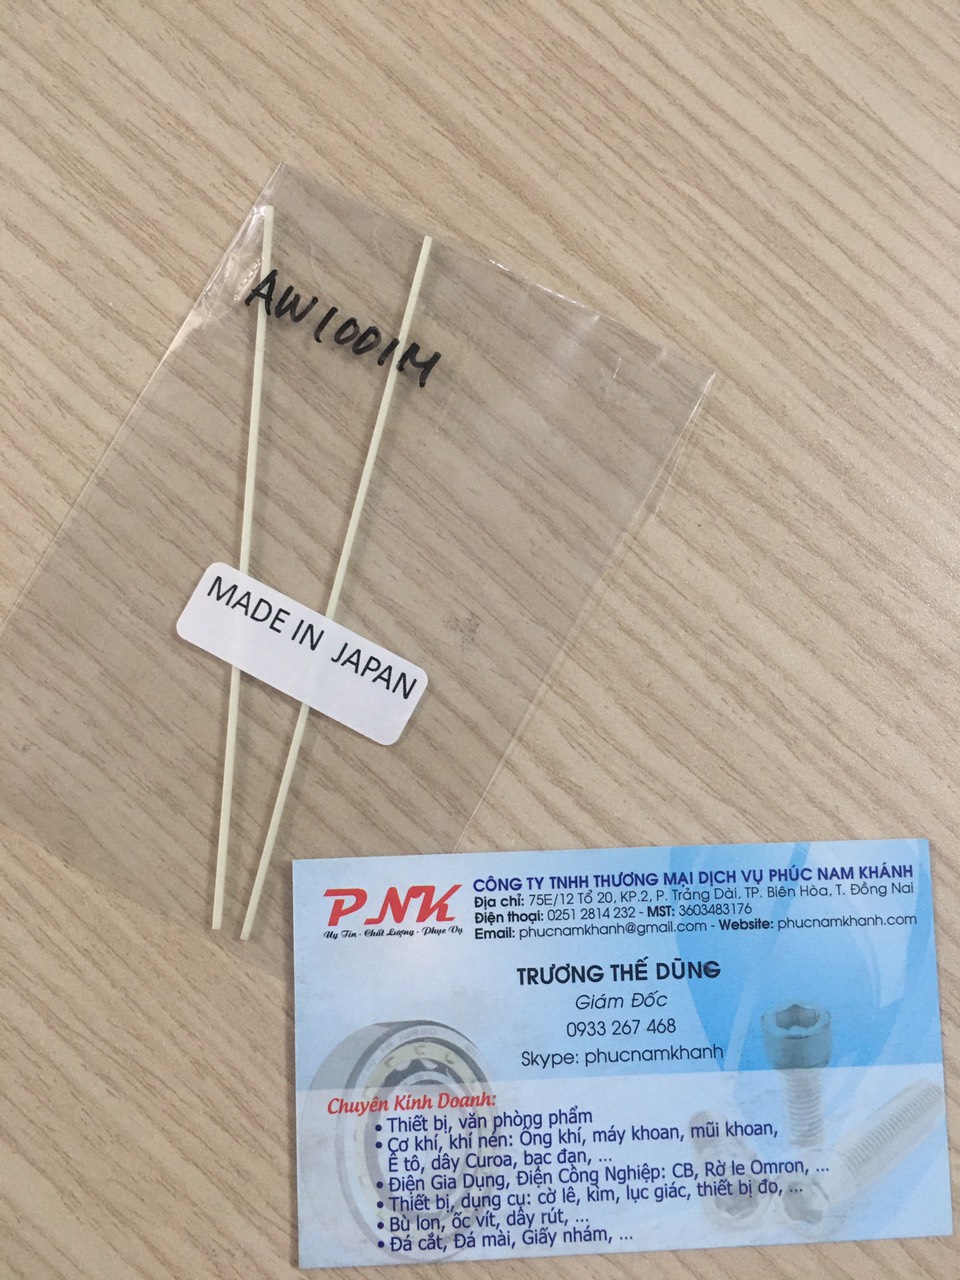 AW1001M
MADE IN JAPAN
PNK
Uy Tín - Chất Lượng - Phục Vụ
CÔNG TY TNHH THƯƠNG MẠI DỊCH VỤ PHÚC NAM KHÁNH
Địa chỉ: 75E/12 Tổ 20, KP.2, P. Trảng Dài, TP. Biên Hòa, T. Đồng Nai
Điện thoại: 0251 2814 232 - MST: 3603483176
Email: phucnamkhanh@gmail.com - Website: phucnamkhanh.com
TRƯƠNG THẾ DŨNG
Giám Đốc
0933 267 468
Skype: phucnamkhanh
Chuyên Kinh Doanh:
• Thiết bị, văn phòng phẩm
• Cơ khí, khí nén: Ống khí, máy khoan, mũi khoan,
Ê tô, dây Curoa, bạc đạn, ...
• Điện Gia Dụng, Điện Công Nghiệp: CB, Rờ le Omron, ...
• Thiết bị, dụng cụ: cờ lê, kìm, lục giác, thiết bị đo, ...
• Bù lon, ốc vít, dây rút, ...
• Đá cắt, Đá mài, Giấy nhám, ...